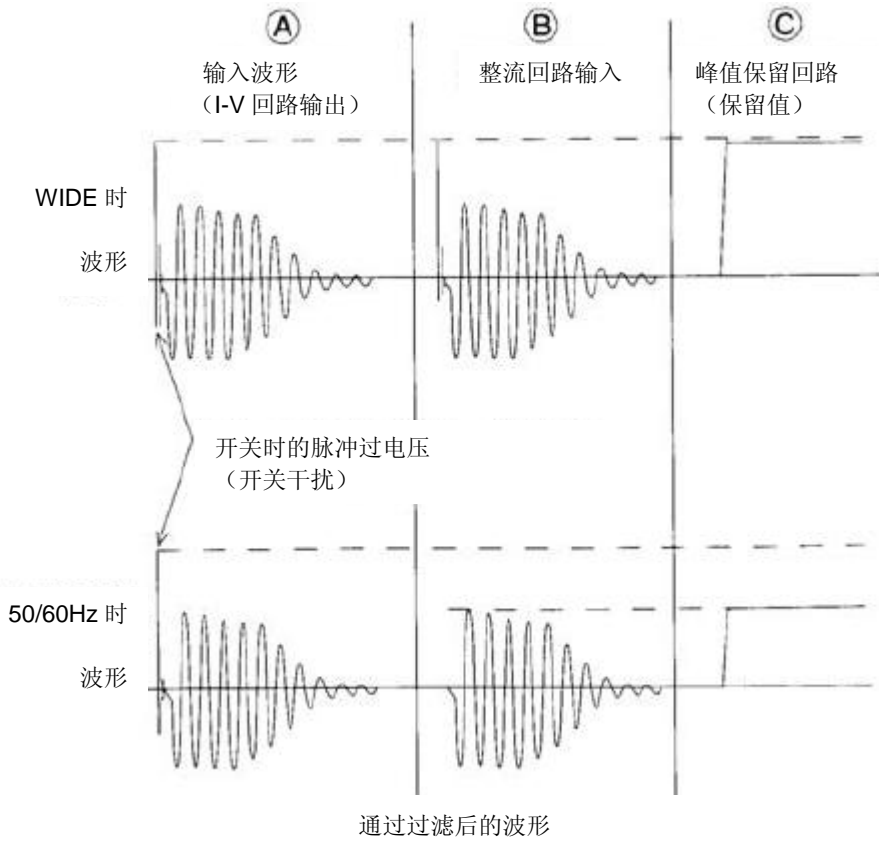 A
B
C
输入波形
（I-V 回路输出）
整流回路输入
峰值保留回路
（保留值）
WIDE 时
波形
开关时的脉冲过电压
（开关干扰）
50/60Hz 时
波形
通过过滤后的波形